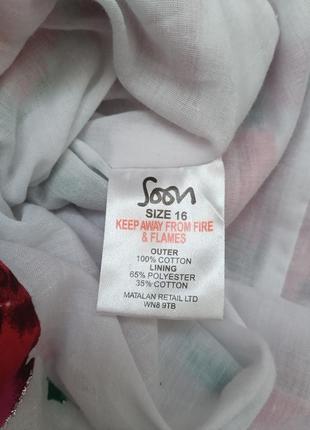 Soon
SIZE 16
KEEP AWAY FROM FIRE
& FLAMES
OUTER
100% COTTON
LINING
65% POLYESTER
35% COTTON
MATALAN RETAIL LTD
WN8 9TB